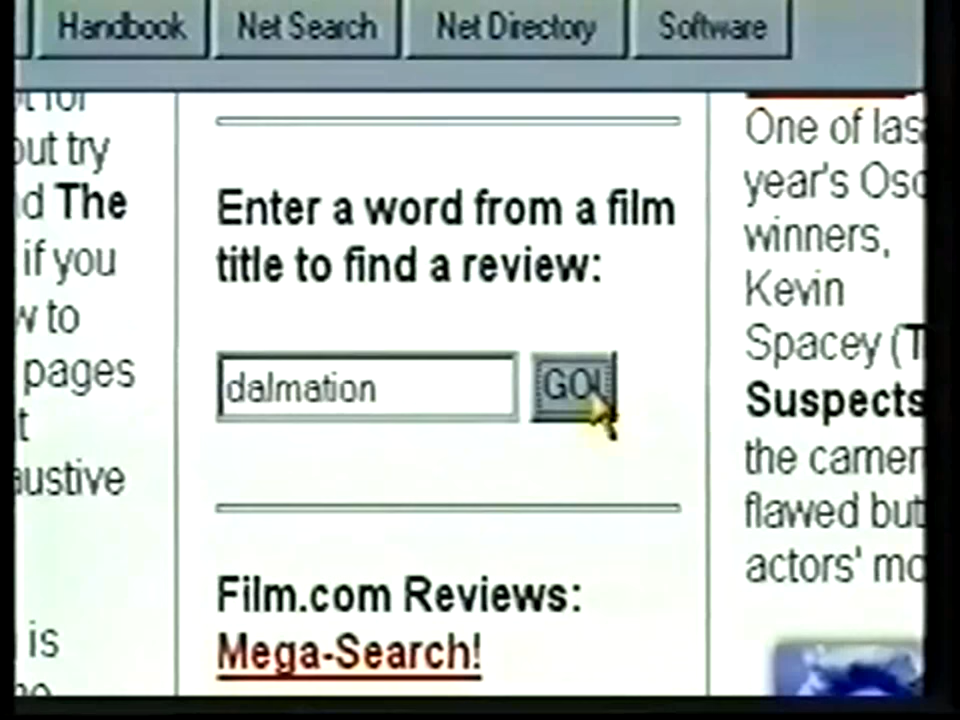 Handbook Net Search Net Directory Software
out try
The
if you
to
pages
austive
is
Enter a word from a film
title to find a review:
dalmation GO!
Film.com Reviews:
Mega-Search!
One of las
year's Osc
winners,
Kevin
Spacey (T
Suspects
the camer
flawed but
actors' mo